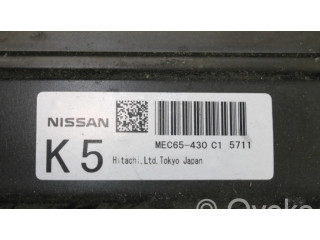 NISSAN
MEC65-430 C1 5711
K5
Hitachi,Ltd.Tokyo Japan
Ovoko